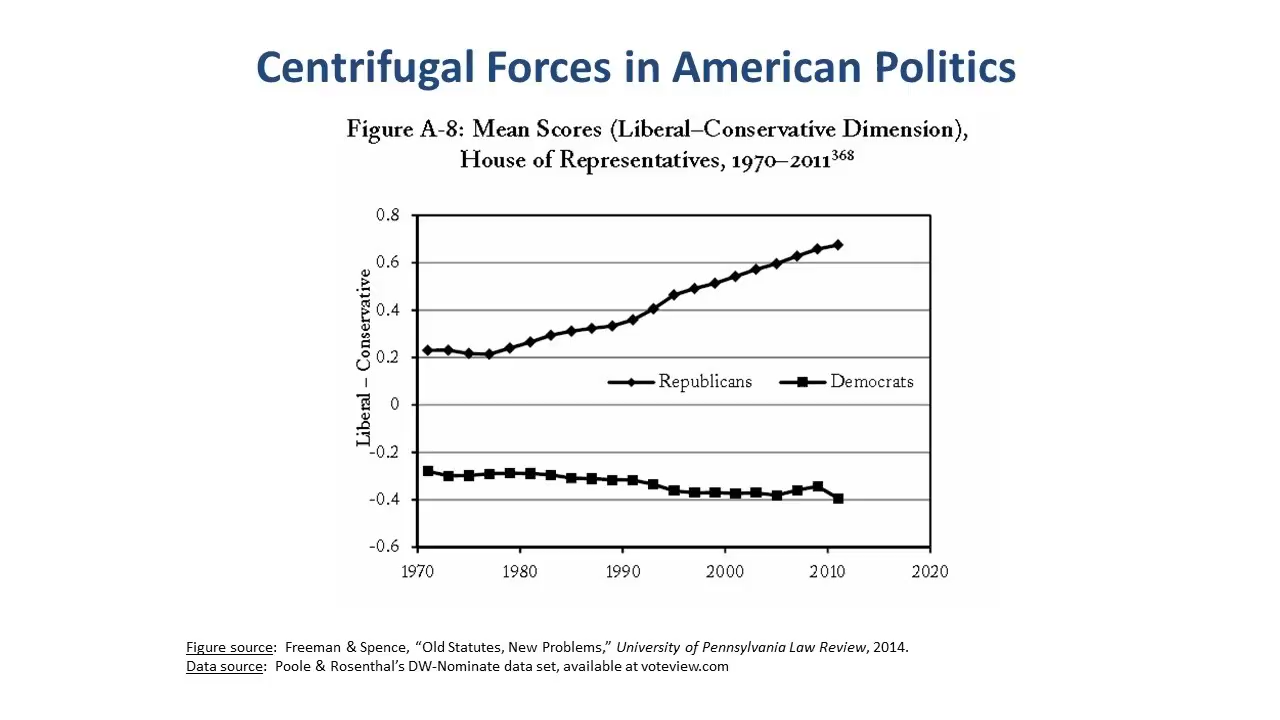 Centrifugal Forces in American Politics
Figure A-8: Mean Scores (Liberal–Conservative Dimension),
House of Representatives, 1970–2011³⁶⁸
0.8
0.6
0.4
0.2
0
-0.2
-0.4
-0.6
Liberal – Conservative
Republicans
Democrats
1970
1980
1990
2000
2010
2020
Figure source: Freeman & Spence, “Old Statutes, New Problems,” University of Pennsylvania Law Review, 2014.
Data source: Poole & Rosenthal’s DW-Nominate data set, available at voteview.com